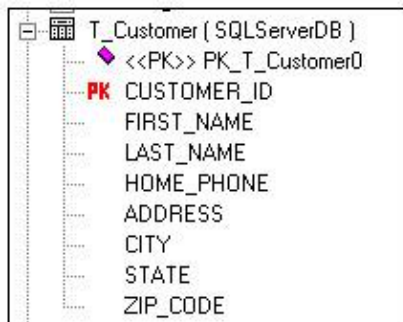 T_Customer ( SQLServerDB )
<<PK>> PK_T_Customer0
PK CUSTOMER_ID
FIRST_NAME
LAST_NAME
HOME_PHONE
ADDRESS
CITY
STATE
ZIP_CODE